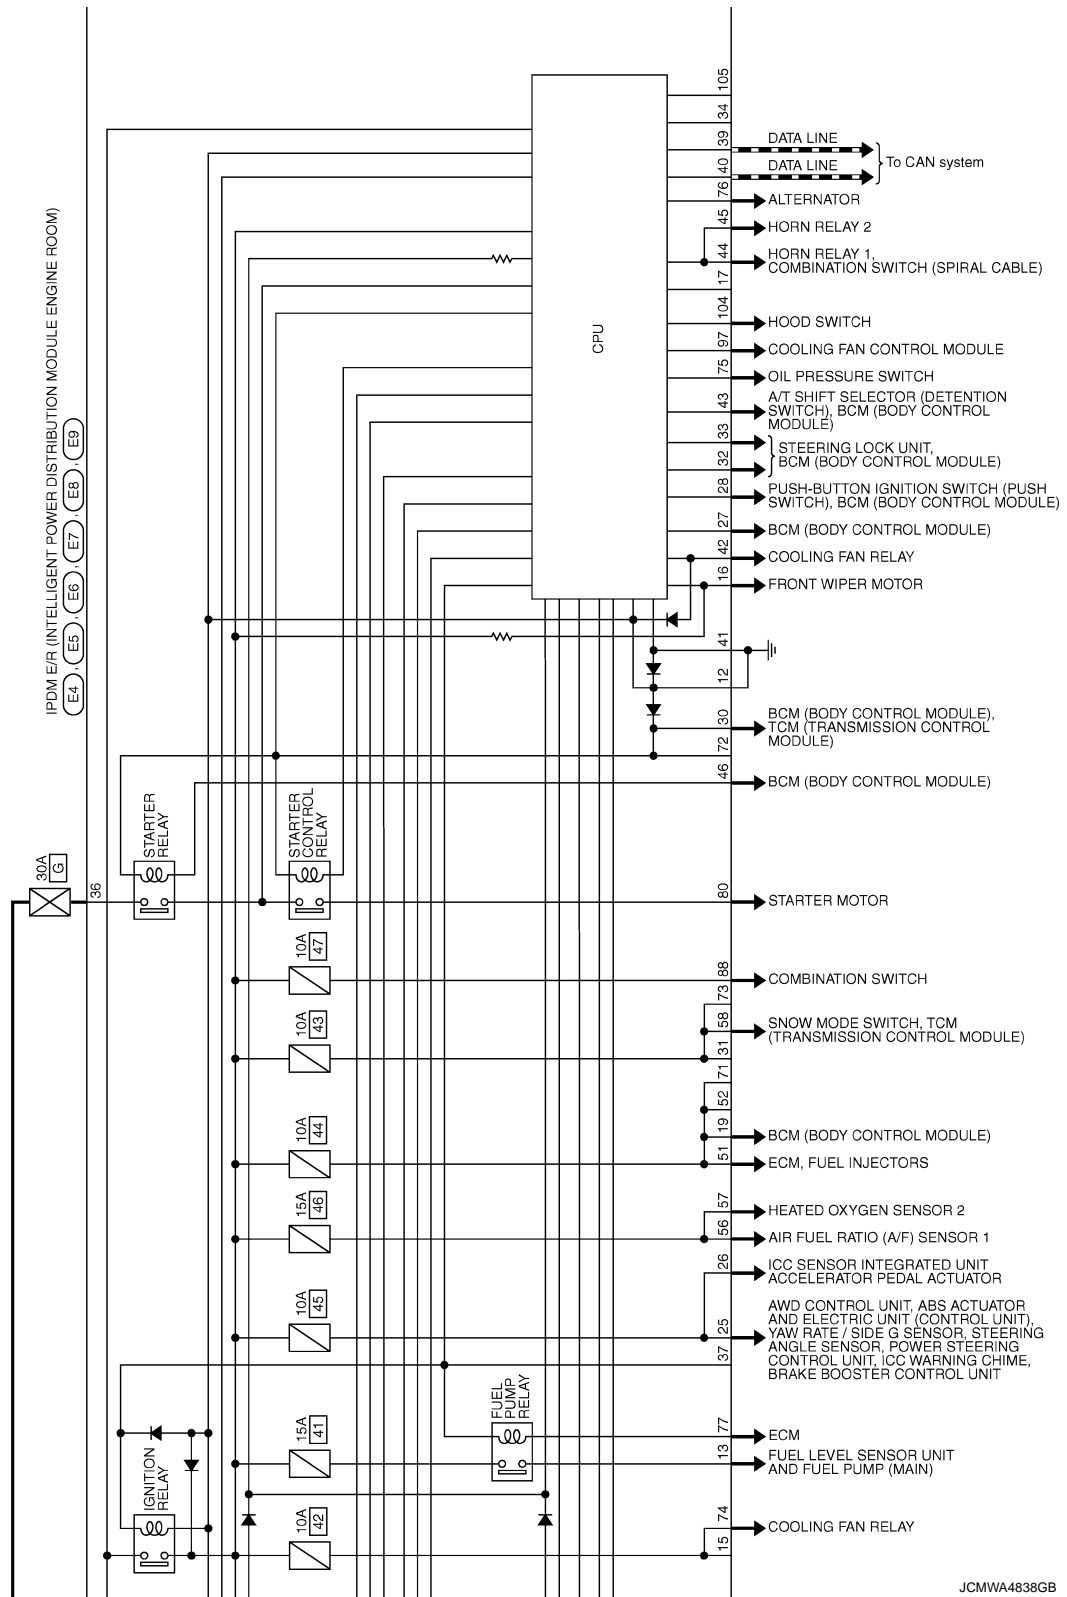 IPDM E/R (INTELLIGENT POWER DISTRIBUTION MODULE ENGINE ROOM)
E4 , E5 , E6 , E7 , E8 , E9
CPU
105
34
39
DATA LINE
40
DATA LINE
To CAN system
76
ALTERNATOR
45
HORN RELAY 2
44
HORN RELAY 1,
COMBINATION SWITCH (SPIRAL CABLE)
17
104
HOOD SWITCH
97
COOLING FAN CONTROL MODULE
75
OIL PRESSURE SWITCH
43
A/T SHIFT SELECTOR (DETENTION
SWITCH), BCM (BODY CONTROL
MODULE)
33
32
STEERING LOCK UNIT,
BCM (BODY CONTROL MODULE)
28
PUSH-BUTTON IGNITION SWITCH (PUSH
SWITCH), BCM (BODY CONTROL MODULE)
27
BCM (BODY CONTROL MODULE)
42
COOLING FAN RELAY
16
FRONT WIPER MOTOR
41
12
30
BCM (BODY CONTROL MODULE),
TCM (TRANSMISSION CONTROL
MODULE)
72
46
BCM (BODY CONTROL MODULE)
STARTER
RELAY
STARTER
CONTROL
RELAY
30A
G
36
80
STARTER MOTOR
10A
47
88
COMBINATION SWITCH
73
10A
43
58
SNOW MODE SWITCH, TCM
(TRANSMISSION CONTROL MODULE)
31
71
52
10A
44
19
BCM (BODY CONTROL MODULE)
51
ECM, FUEL INJECTORS
15A
46
57
HEATED OXYGEN SENSOR 2
56
AIR FUEL RATIO (A/F) SENSOR 1
26
ICC SENSOR INTEGRATED UNIT
ACCELERATOR PEDAL ACTUATOR
10A
45
25
AWD CONTROL UNIT, ABS ACTUATOR
AND ELECTRIC UNIT (CONTROL UNIT),
YAW RATE / SIDE G SENSOR, STEERING
ANGLE SENSOR, POWER STEERING
CONTROL UNIT, ICC WARNING CHIME,
BRAKE BOOSTER CONTROL UNIT
37
FUEL
PUMP
RELAY
15A
41
77
ECM
13
FUEL LEVEL SENSOR UNIT
AND FUEL PUMP (MAIN)
IGNITION
RELAY
10A
42
74
COOLING FAN RELAY
15
JCMWA4838GB